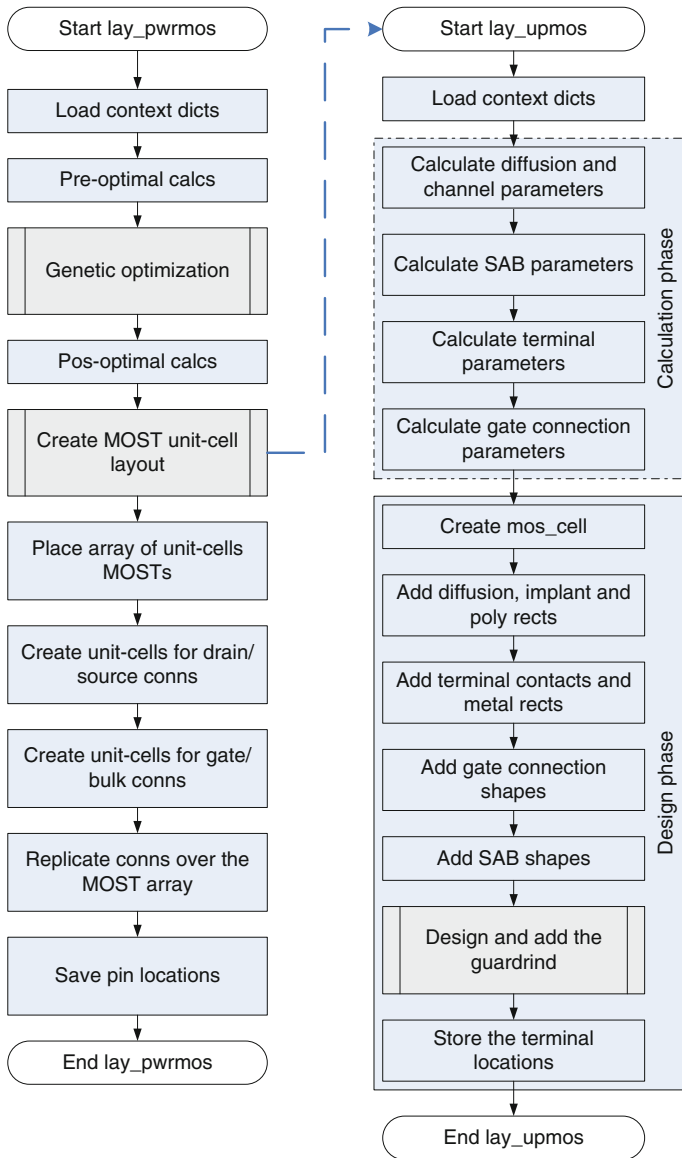 Start lay_pwrmos
Load context dicts
Pre-optimal calcs
Genetic optimization
Pos-optimal calcs
Create MOST unit-cell
layout
Place array of unit-cells
MOSTs
Create unit-cells for drain/
source conns
Create unit-cells for gate/
bulk conns
Replicate conns over the
MOST array
Save pin locations
End lay_pwrmos
Start lay_upmos
Load context dicts
Calculate diffusion and
channel parameters
Calculate SAB parameters
Calculate terminal
parameters
Calculate gate connection
parameters
Calculation phase
Create mos_cell
Add diffusion, implant and
poly rects
Add terminal contacts and
metal rects
Add gate connection
shapes
Add SAB shapes
Design and add the
guardrind
Store the terminal
locations
Design phase
End lay_upmos